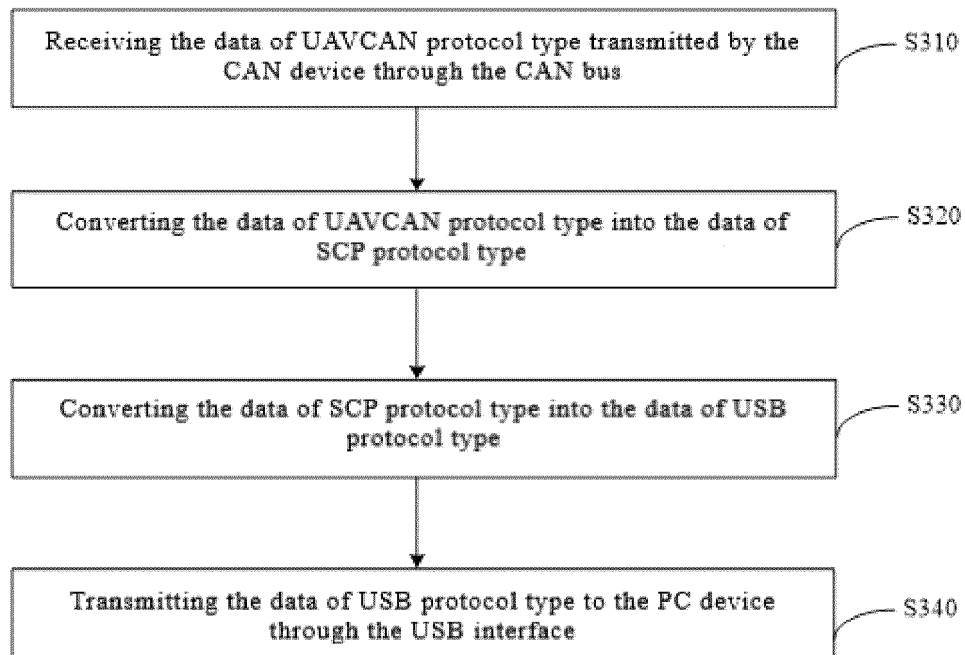 Receiving the data of UAVCAN protocol type transmitted by the
CAN device through the CAN bus
S310
Converting the data of UAVCAN protocol type into the data of
SCP protocol type
S320
Converting the data of SCP protocol type into the data of USB
protocol type
S330
Transmitting the data of USB protocol type to the PC device
through the USB interface
S340